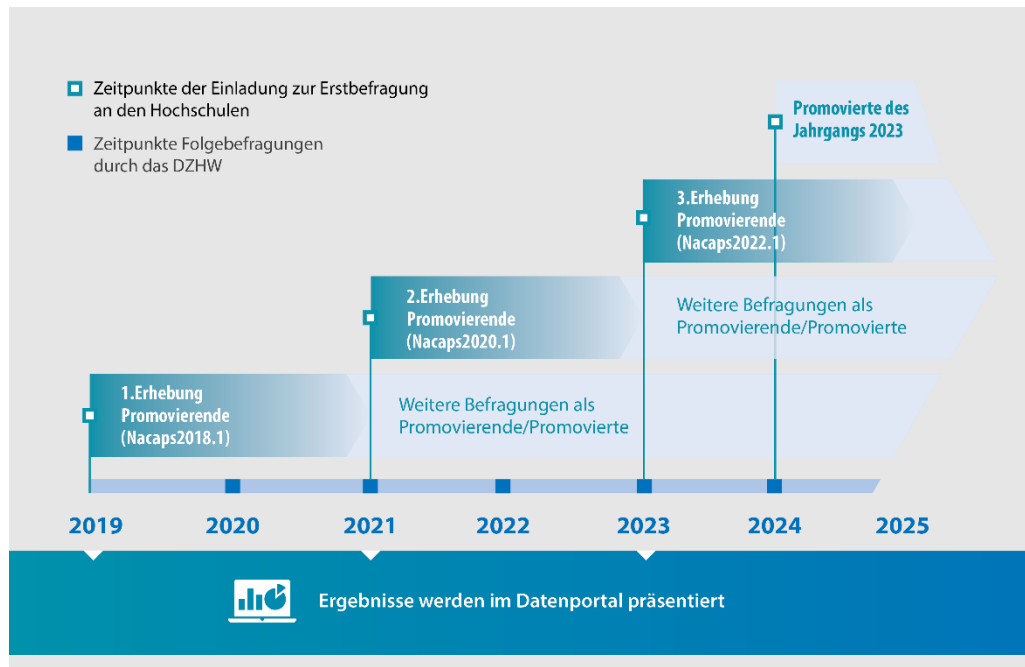 Zeitpunkte der Einladung zur Erstbefragung
an den Hochschulen
Zeitpunkte Folgebefragungen
durch das DZHW
Promovierte des
Jahrgangs 2023
3.Erhebung
Promovierende
(Nacaps2022.1)
2.Erhebung
Promovierende
(Nacaps2020.1)
Weitere Befragungen als
Promovierende/Promovierte
1.Erhebung
Promovierende
(Nacaps2018.1)
Weitere Befragungen als
Promovierende/Promovierte
2019 2020 2021 2022 2023 2024 2025
Ergebnisse werden im Datenportal präsentiert